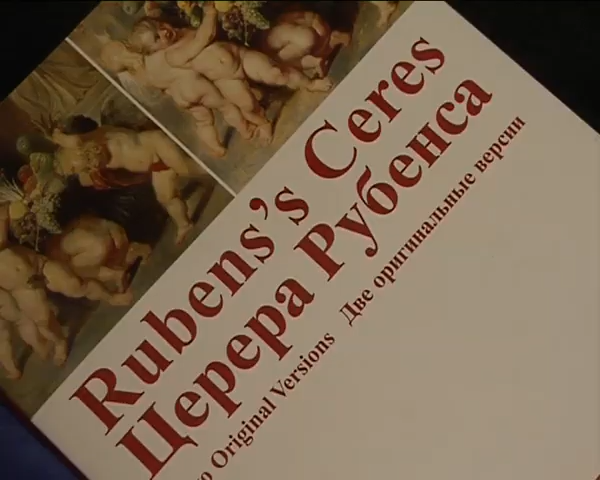 Rubens's Ceres
Церера Рубенса
Original Versions Две оригинальные версии